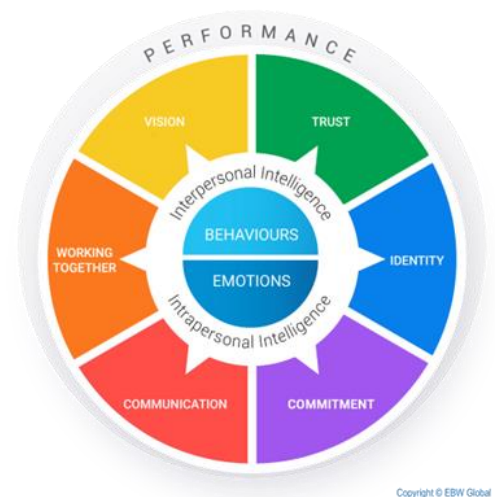 PERFORMANCE
VISION
TRUST
Interpersonal Intelligence
BEHAVIOURS
WORKING
TOGETHER
IDENTITY
EMOTIONS
Intrapersonal Intelligence
COMMUNICATION
COMMITMENT
Copyright © EBW Global